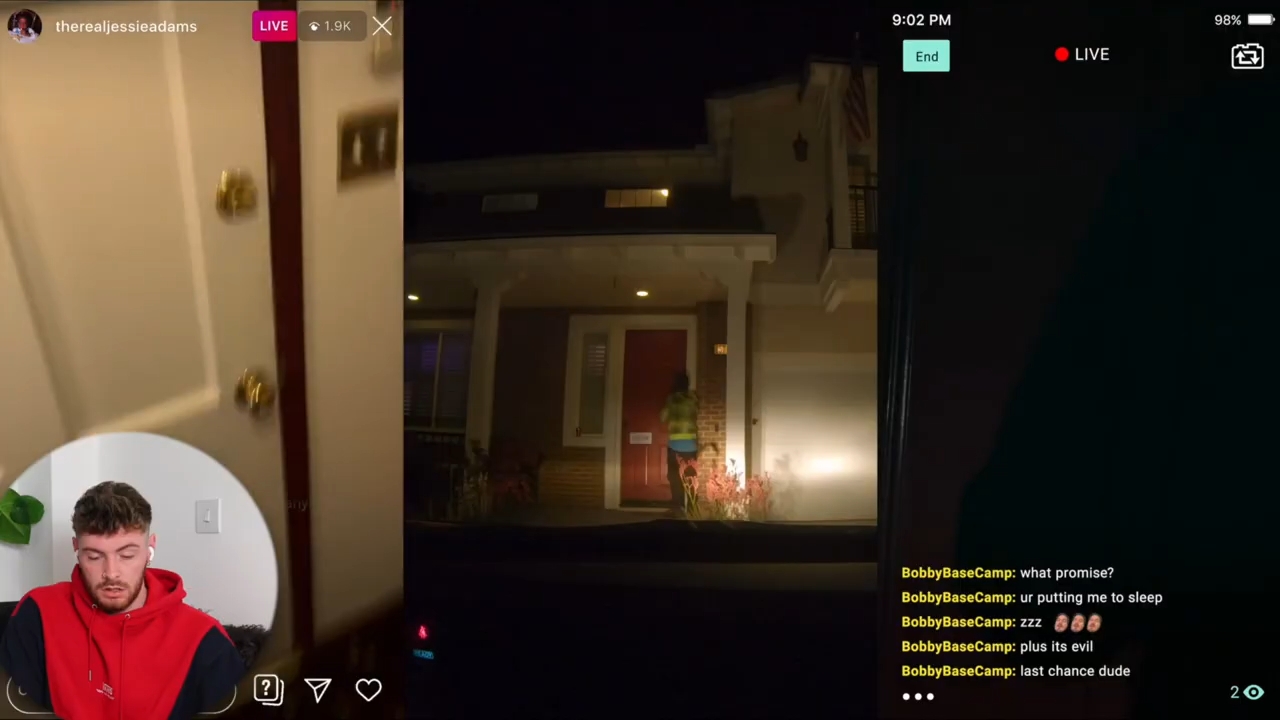 therealjessieadams
LIVE
1.9K
9:02 PM
98%
End
LIVE
BobbyBaseCamp: what promise?
BobbyBaseCamp: ur putting me to sleep
BobbyBaseCamp: zzz
BobbyBaseCamp: plus its evil
BobbyBaseCamp: last chance dude
2